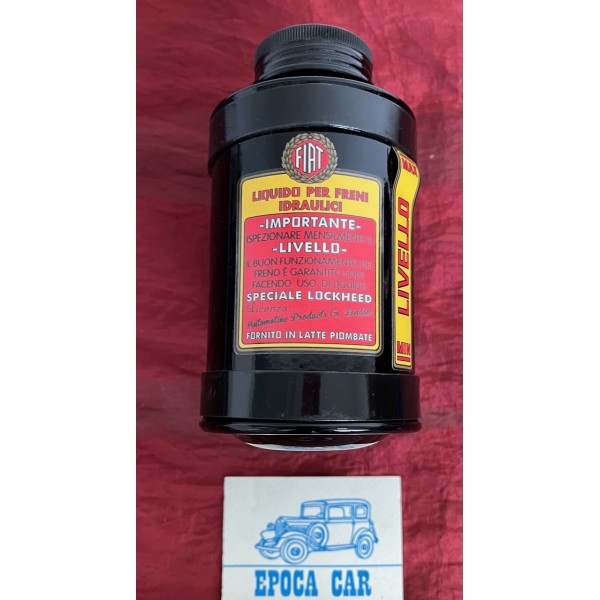 FIAT
LIQUIDO PER FRENI
IDRAULICI
-IMPORTANTE-
ISPEZIONARE MENSILMENTE IL
-LIVELLO-
IL BUON FUNZIONAMENTO DEL
FRENO È GARANTITO SOLO
FACENDO USO DI LIQUIDO
SPECIALE LOCKHEED
Licenza
Automotive Products Co. London
FORNITO IN LATTE PIOMBATE
MAX
LIVELLO
MIN
EPOCA CAR